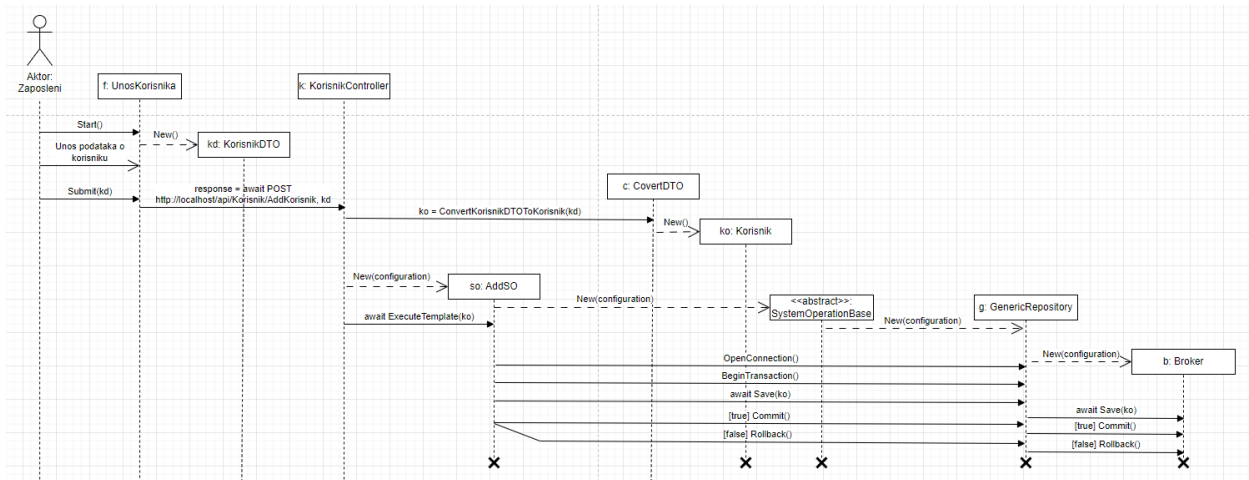 Aktor:
Zaposleni
f: UnosKorisnika
k: KorisnikController
Start()
New()
kd: KorisnikDTO
Unos podataka o
korisniku
Submit(kd)
response = await POST
http://localhost/api/Korisnik/AddKorisnik, kd
c: CovertDTO
ko = ConvertKorisnikDTOToKorisnik(kd)
New()
ko: Korisnik
New(configuration)
so: AddSO
New(configuration)
<<abstract>>:
SystemOperationBase
g: GenericRepository
await ExecuteTemplate(ko)
New(configuration)
OpenConnection()
New(configuration)
b: Broker
BeginTransaction()
await Save(ko)
[true] Commit()
await Save(ko)
[true] Commit()
[false] Rollback()
[false] Rollback()